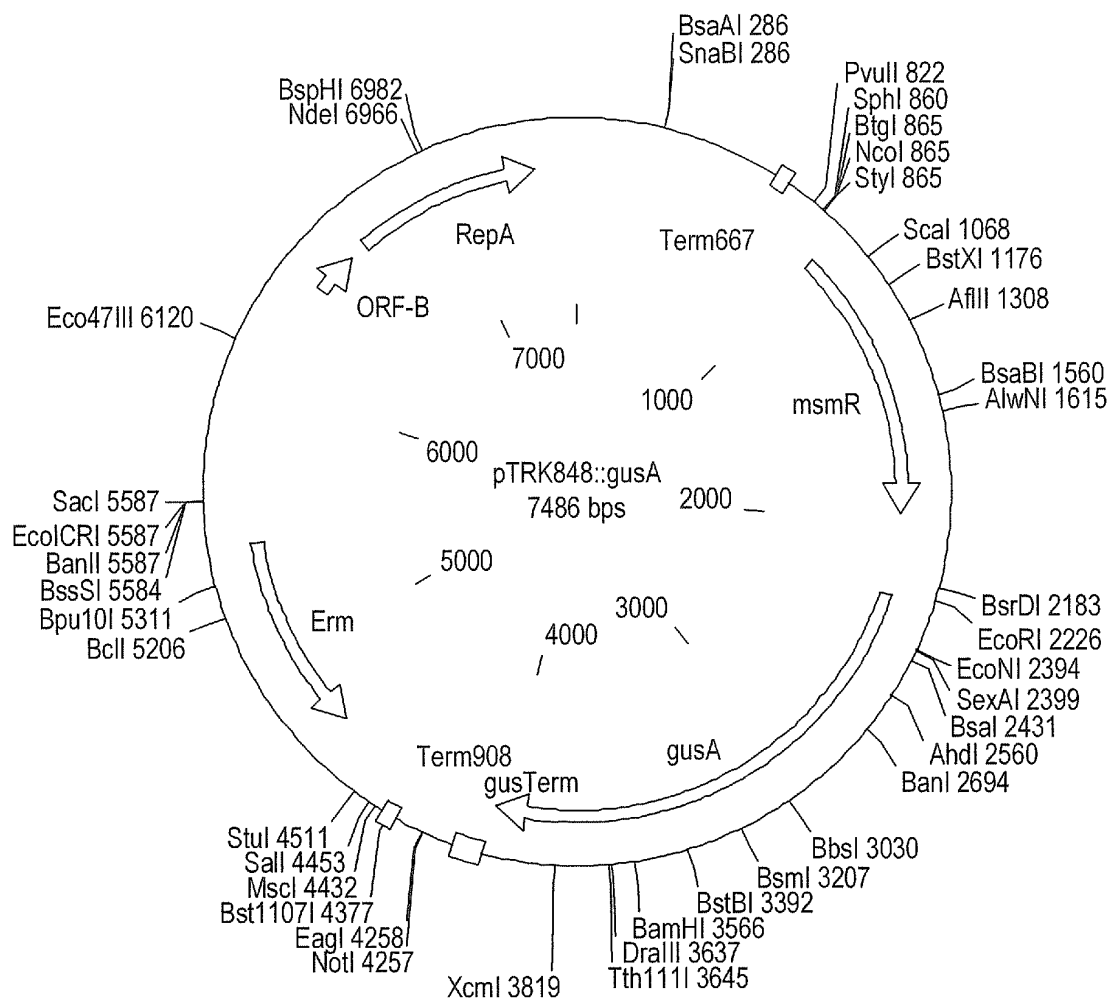 BsaAI 286
SnaBI 286
PvuII 822
SphI 860
BtgI 865
NcoI 865
StyI 865
ScaI 1068
BstXI 1176
AflII 1308
BsaBI 1560
AlwNI 1615
BsrDI 2183
EcoRI 2226
EcoNI 2394
SexAI 2399
BsaI 2431
AhdI 2560
BanI 2694
BbsI 3030
BsmI 3207
BstBI 3392
BamHI 3566
DraIII 3637
Tth111I 3645
XcmI 3819
NotI 4257
EagI 4258
Bst1107I 4377
MscI 4432
SalI 4453
StuI 4511
BclI 5206
Bpu10I 5311
BssSI 5584
BanII 5587
EcoICRI 5587
SacI 5587
Eco47III 6120
NdeI 6966
BspHI 6982
RepA
ORF-B
Term667
msmR
gusA
gusTerm
Term908
Erm
7000
1000
2000
3000
4000
5000
6000
pTRK848::gusA
7486 bps